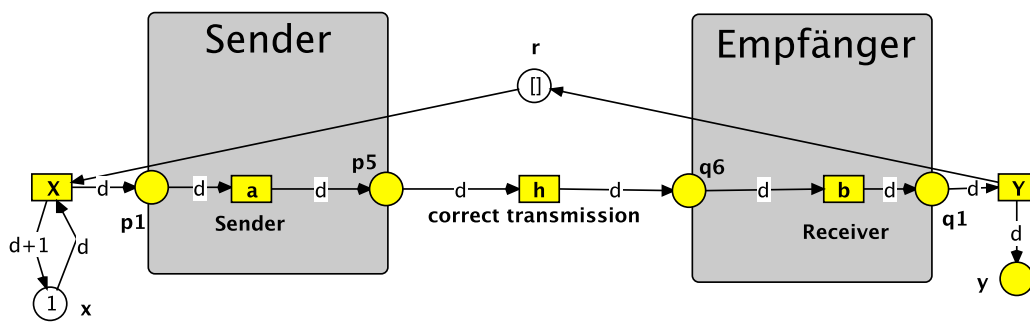 Sender
Empfänger
r
[]
p5
q6
X
d
d
a
d
d
h
d
d
b
d
d
Y
p1
Sender
correct transmission
Receiver
q1
d+1
d
d
1
x
y